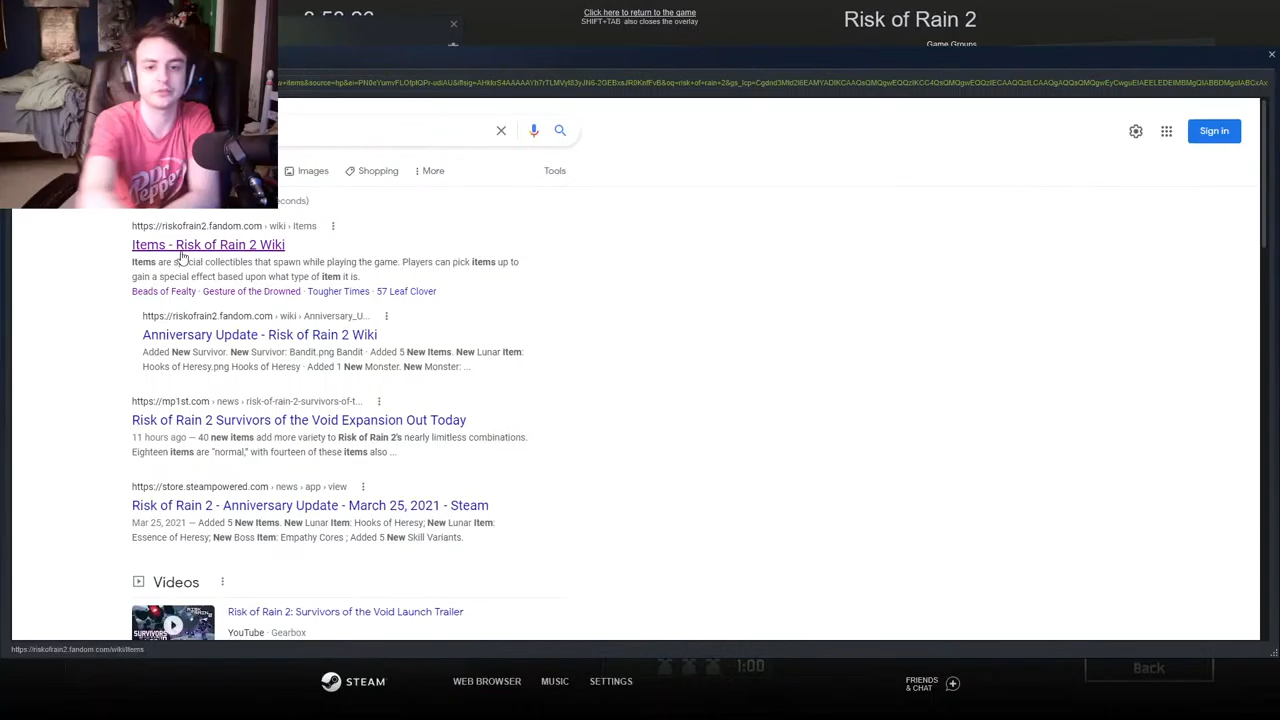 Click here to return to the game
SHIFT+TAB also closes the overlay
Risk of Rain 2
Game Groups
Sign in
Images
Shopping
More
Tools
econds)
https://riskofrain2.fandom.com › wiki › Items
Items - Risk of Rain 2 Wiki
Items are special collectibles that spawn while playing the game. Players can pick items up to
gain a special effect based upon what type of item it is.
Beads of Fealty · Gesture of the Drowned · Tougher Times · 57 Leaf Clover
https://riskofrain2.fandom.com › wiki › Anniversary_U...
Anniversary Update - Risk of Rain 2 Wiki
Added New Survivor. New Survivor: Bandit.png Bandit · Added 5 New Items. New Lunar Item:
Hooks of Heresy.png Hooks of Heresy · Added 1 New Monster. New Monster: ...
https://mp1st.com › news › risk-of-rain-2-survivors-of-t...
Risk of Rain 2 Survivors of the Void Expansion Out Today
11 hours ago — 40 new items add more variety to Risk of Rain 2's nearly limitless combinations.
Eighteen items are "normal," with fourteen of these items also ...
https://store.steampowered.com › news › app › view
Risk of Rain 2 - Anniversary Update - March 25, 2021 - Steam
Mar 25, 2021 — Added 5 New Items. New Lunar Item: Hooks of Heresy; New Lunar Item:
Essence of Heresy; New Boss Item: Empathy Cores ; Added 5 New Skill Variants.
Videos
Risk of Rain 2: Survivors of the Void Launch Trailer
YouTube · Gearbox
SURVIVORS
https://riskofrain2.fandom.com/wiki/Items
1:00
Back
STEAM
WEB BROWSER
MUSIC
SETTINGS
FRIENDS
& CHAT
Dr
Pepper